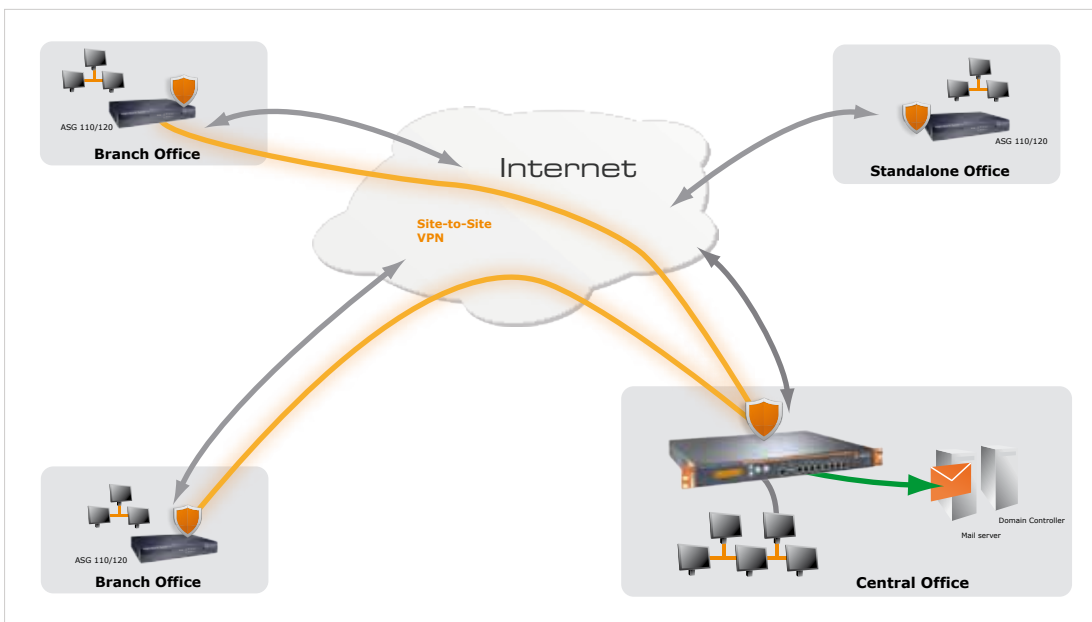 ASG 110/120
Branch Office
Internet
ASG 110/120
Standalone Office
Site-to-Site
VPN
ASG 110/120
Branch Office
Domain Controller
Mail server
Central Office